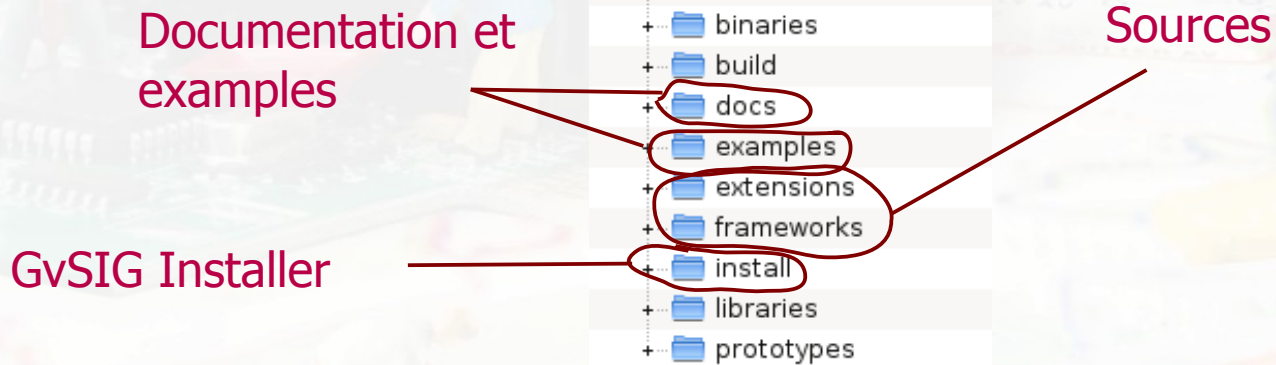 Documentation et
examples
GvSIG Installer
binaries
build
docs
examples
extensions
frameworks
install
libraries
prototypes
Sources